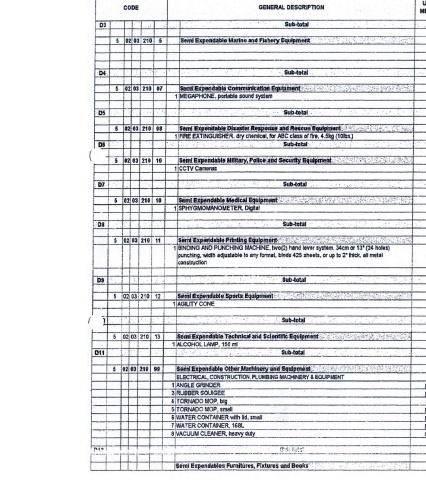 CODE GENERAL DESCRIPTION
D3 Sub-total
5 02 03 210 5 Semi Expendable Marine and Fishery Equipment
D4 Sub-total
5 02 03 210 07 Semi Expendable Communication Equipment
1 MEGAPHONE, portable sound system
D5 Sub-total
5 02 03 210 08 Semi Expendable Disaster Response and Rescue Equipment
1 FIRE EXTINGUISHER, dry chemical, for ABC class of fire, 4.5kg (10lbs.)
D6 Sub-total
5 02 03 210 10 Semi Expendable Military, Police and Security Equipment
1 CCTV Cameras
D7 Sub-total
5 02 03 210 10 Semi Expendable Medical Equipment
1 SPHYGMOMANOMETER, Digital
D8 Sub-total
5 02 03 210 11 Semi Expendable Printing Equipment
1 BINDING AND PUNCHING MACHINE, two(2) hand lever system, 34cm or 13" (24 holes)
punching, width adjustable to any format, binds 425 sheets, or up to 2" thick, all metal
construction
D9 Sub-total
5 02 03 210 12 Semi Expendable Sports Equipment
1 AGILITY CONE
Sub-total
5 02 03 210 13 Semi Expendable Technical and Scientific Equipment
1 ALCOHOL LAMP, 150 ml
D11 Sub-total
5 02 03 210 99 Semi Expendable Other Machinery and Equipment
ELECTRICAL, CONSTRUCTION, PLUMBING MACHINERY & EQUIPMENT
1 ANGLE GRINDER
3 RUBBER SQUIGEE
4 TORNADO MOP, big
5 TORNADO MOP, small
6 WATER CONTAINER with lid, small
7 WATER CONTAINER, 168L
8 VACUUM CLEANER, heavy duty
Sub-total
Semi Expendables Furnitures, Fixtures and Books